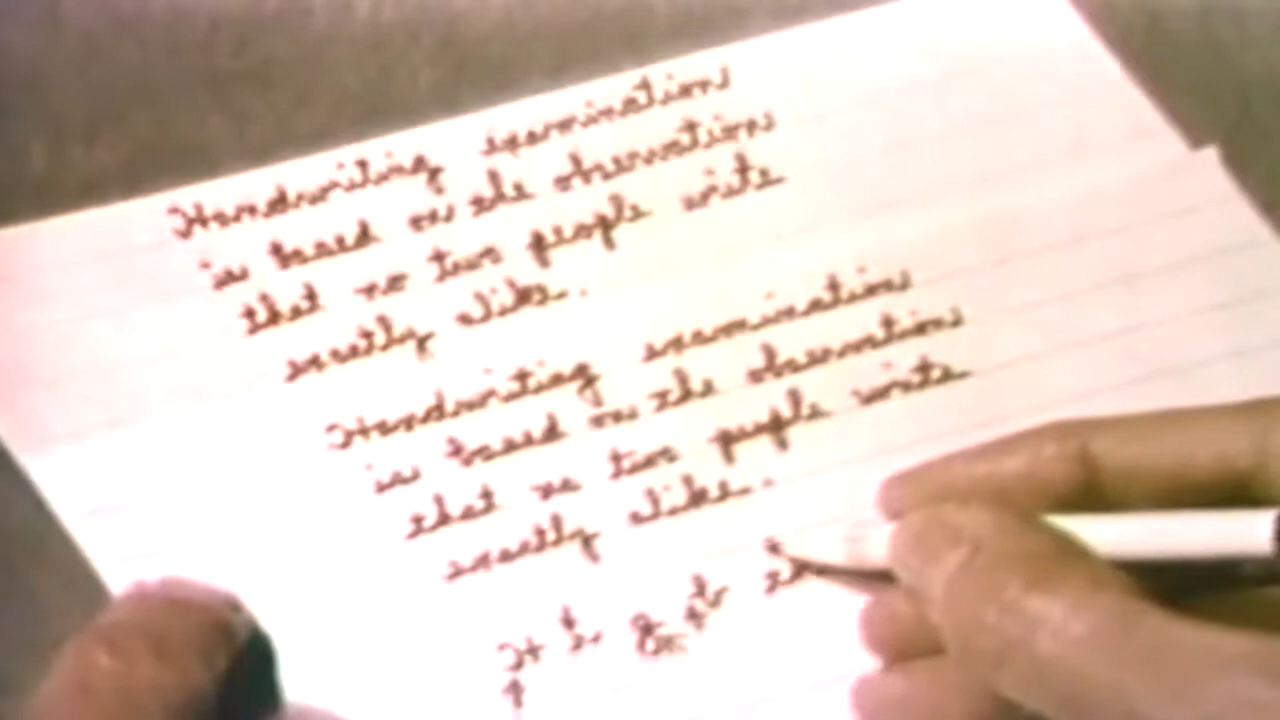 Handwriting examination
is based on the observation
that no two people write
exactly alike.
Handwriting examination
is based on the observation
that no two people write
exactly alike.